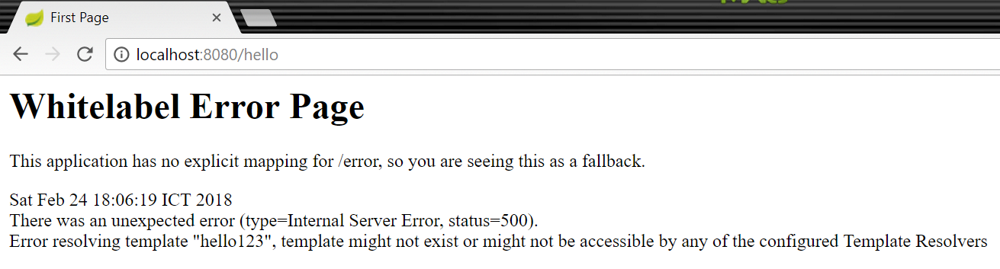 First Page
localhost:8080/hello
Whitelabel Error Page
This application has no explicit mapping for /error, so you are seeing this as a fallback.
Sat Feb 24 18:06:19 ICT 2018
There was an unexpected error (type=Internal Server Error, status=500).
Error resolving template "hello123", template might not exist or might not be accessible by any of the configured Template Resolvers